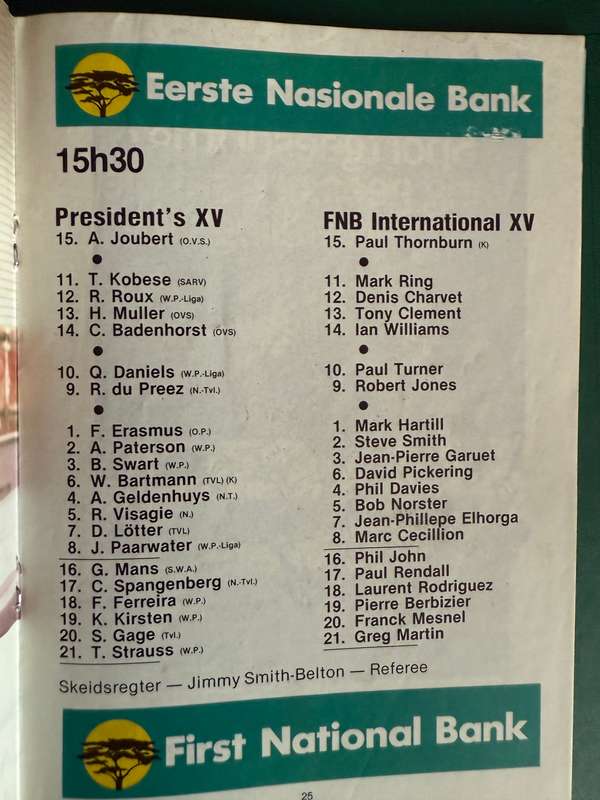 Eerste Nasionale Bank
15h30
President's XV
15. A. Joubert (O.V.S.)
11. T. Kobese (SARV)
12. R. Roux (W.P.-Liga)
13. H. Muller (OVS)
14. C. Badenhorst (OVS)
10. Q. Daniels (W.P.-Liga)
9. R. du Preez (N.-Tvl.)
1. F. Erasmus (O.P.)
2. A. Paterson (W.P.)
3. B. Swart (W.P.)
6. W. Bartmann (TVL) (K)
4. A. Geldenhuys (N.T.)
5. R. Visagie (N.)
7. D. Lötter (TVL)
8. J. Paarwater (W.P.-Liga)
16. G. Mans (S.W.A.)
17. C. Spangenberg (N.-Tvl.)
18. F. Ferreira (W.P.)
19. K. Kirsten (W.P.)
20. S. Gage (Tvl.)
21. T. Strauss (W.P.)
FNB International XV
15. Paul Thornburn (K)
11. Mark Ring
12. Denis Charvet
13. Tony Clement
14. Ian Williams
10. Paul Turner
9. Robert Jones
1. Mark Hartill
2. Steve Smith
3. Jean-Pierre Garuet
6. David Pickering
4. Phil Davies
5. Bob Norster
7. Jean-Phillepe Elhorga
8. Marc Cecillion
16. Phil John
17. Paul Rendall
18. Laurent Rodriguez
19. Pierre Berbizier
20. Franck Mesnel
21. Greg Martin
Skeidsregter — Jimmy Smith-Belton — Referee
First National Bank
25